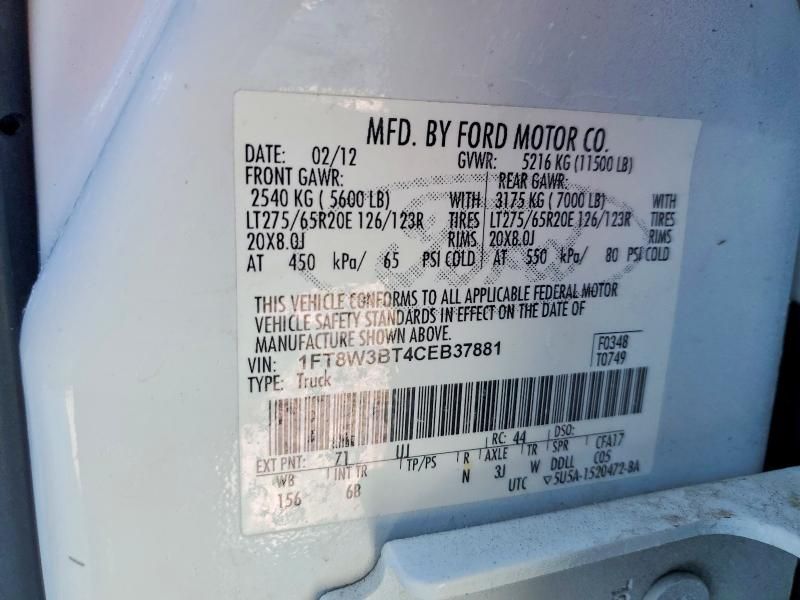 MFD. BY FORD MOTOR CO.
DATE: 02/12 GVWR: 5216 KG (11500 LB)
FRONT GAWR: REAR GAWR:
2540 KG ( 5600 LB) WITH 3175 KG ( 7000 LB) WITH
LT275/65R20E 126/123R TIRES LT275/65R20E 126/123R TIRES
20X8.0J RIMS 20X8.0J RIMS
AT 450 kPa/ 65 PSI COLD AT 550 kPa/ 80 PSI COLD
THIS VEHICLE CONFORMS TO ALL APPLICABLE FEDERAL MOTOR
VEHICLE SAFETY STANDARDS IN EFFECT ON THE DATE OF
MANUFACTURE SHOWN ABOVE.
VIN: 1FT8W3BT4CEB37881 F0348
TYPE: Truck T0749
RC: 44 DSO:
EXT PNT: Z1 UJ
WB INT TR TP/PS R AXLE TR SPR CFA17
156 6B N 3J W DDLL C05
UTC ▽5U5A-1520472-BA